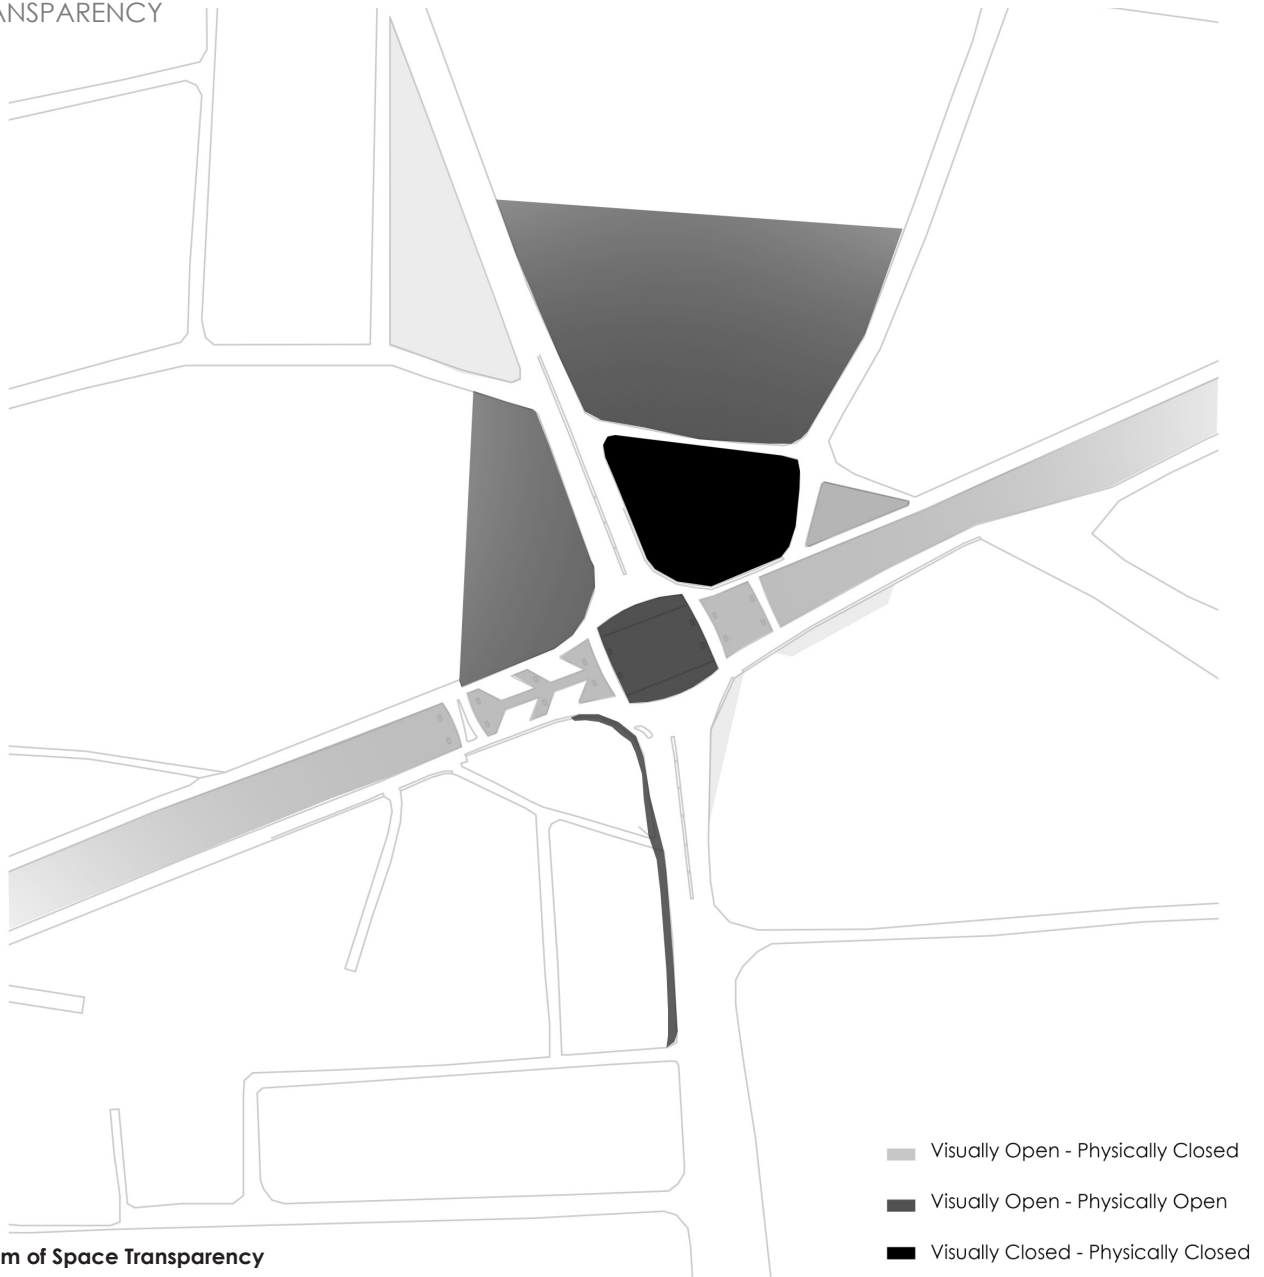 ANSPARENCY
Visually Open - Physically Closed
Visually Open - Physically Open
Visually Closed - Physically Closed
m of Space Transparency